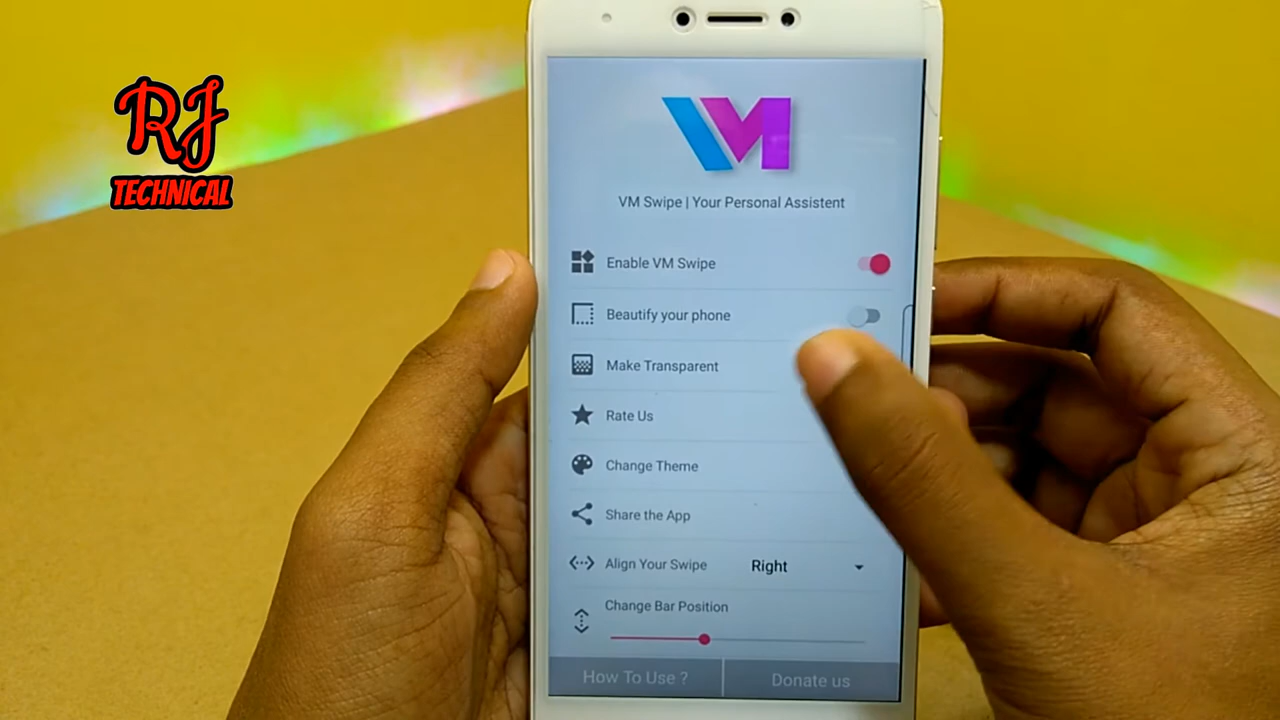 RJ
TECHNICAL
VM
VM Swipe | Your Personal Assistent
Enable VM Swipe
Beautify your phone
Make Transparent
Rate Us
Change Theme
Share the App
Align Your Swipe Right
Change Bar Position
How To Use ?
Donate us